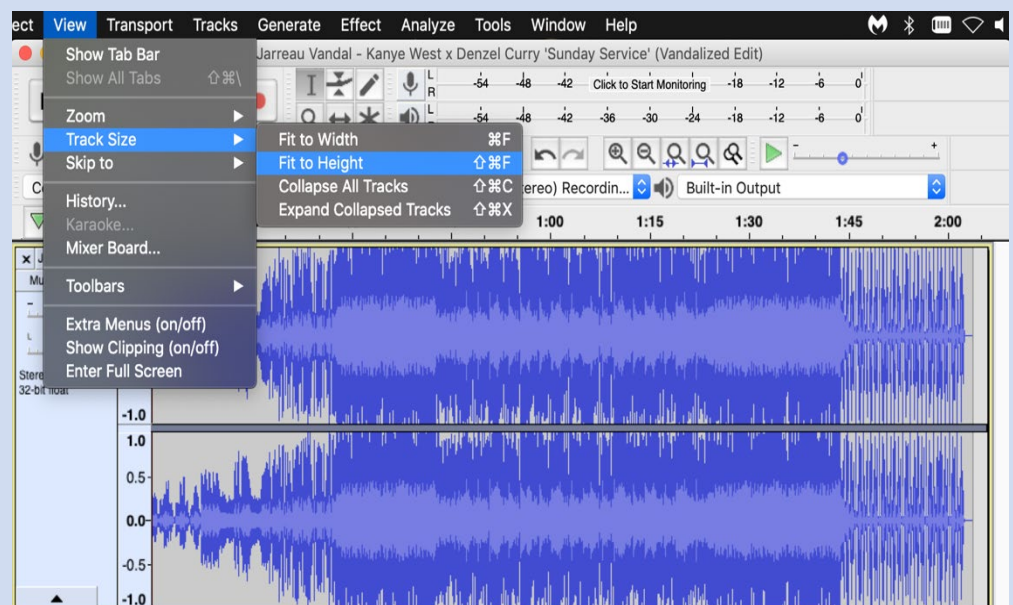 ect View Transport Tracks Generate Effect Analyze Tools Window Help
Jarreau Vandal - Kanye West x Denzel Curry 'Sunday Service' (Vandalized Edit)
Show Tab Bar
Show All Tabs ⇧⌘\
Zoom
Track Size
Skip to
History...
Karaoke...
Mixer Board...
Toolbars
Extra Menus (on/off)
Show Clipping (on/off)
Enter Full Screen
Fit to Width ⌘F
Fit to Height ⇧⌘F
Collapse All Tracks ⇧⌘C
Expand Collapsed Tracks ⇧⌘X
L
R -54 -48 -42 Click to Start Monitoring -18 -12 -6 0
L -54 -48 -42 -36 -30 -24 -18 -12 -6 0
- +
C ereo) Recordin... Built-in Output
1:00 1:15 1:30 1:45 2:00
x J
Mu
-
L
Stere
32-bit float
-1.0
1.0
0.5-
0.0-
-0.5-
-1.0